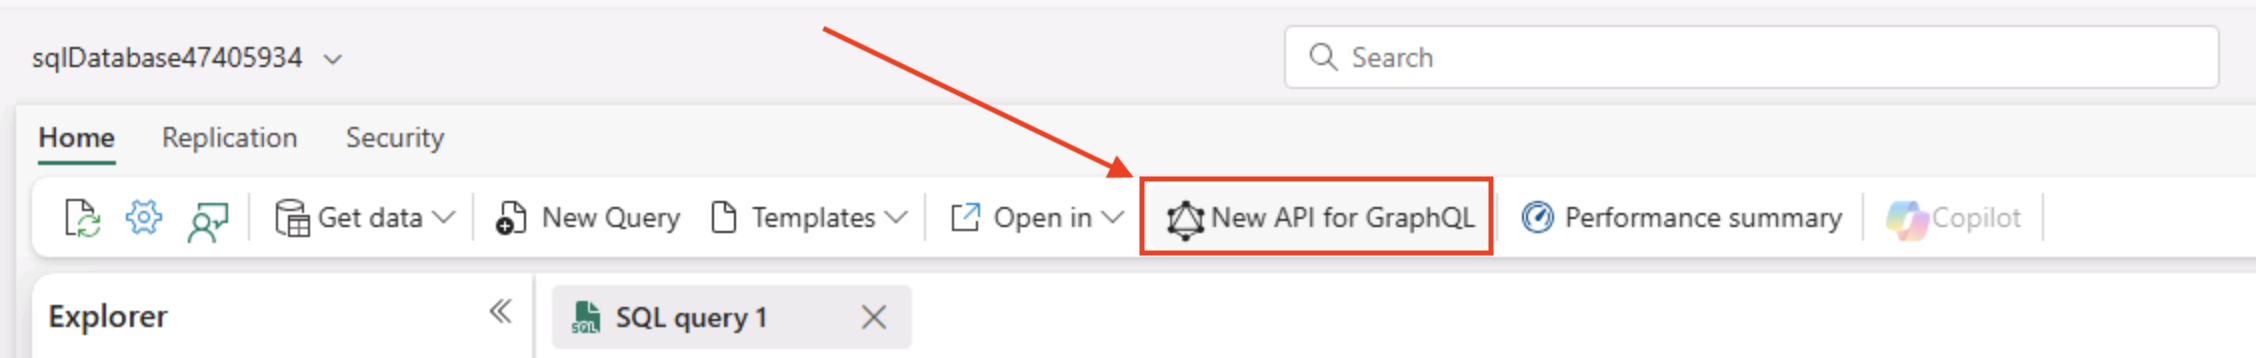 sqlDatabase47405934
Search
Home Replication Security
Get data New Query Templates Open in New API for GraphQL Performance summary Copilot
Explorer SQL query 1
SQL